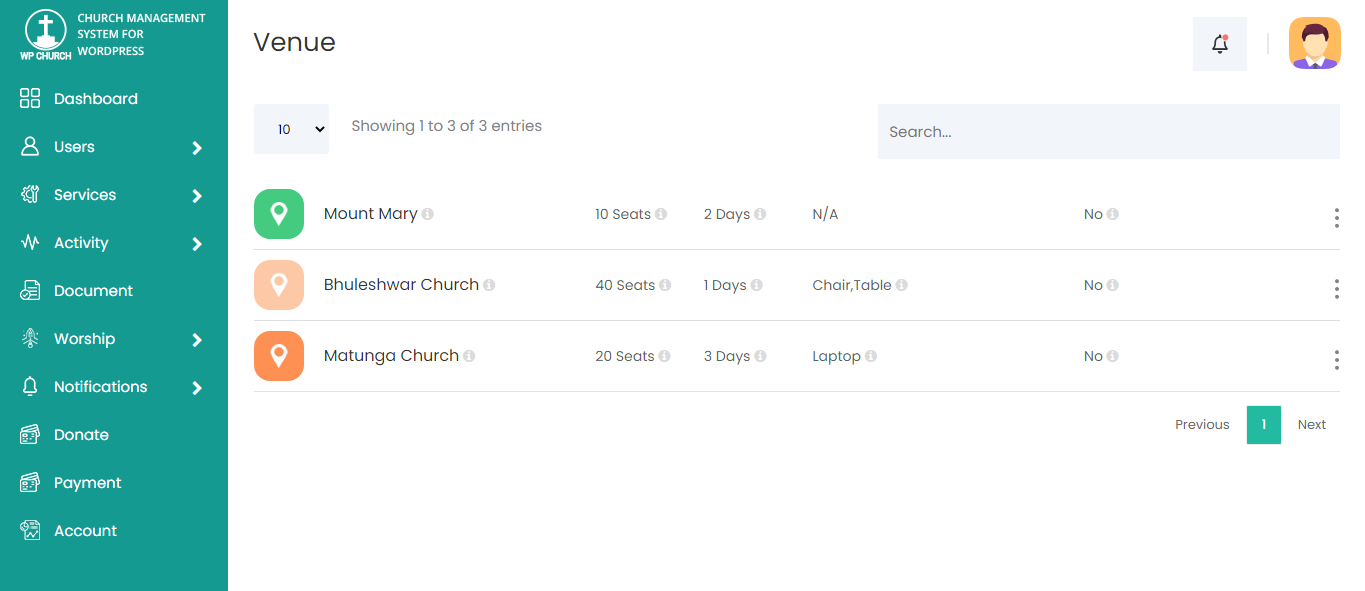 CHURCH MANAGEMENT
SYSTEM FOR
WORDPRESS
WP CHURCH
Dashboard
Users
Services
Activity
Document
Worship
Notifications
Donate
Payment
Account
Venue
10
Showing 1 to 3 of 3 entries
Search...
Mount Mary 10 Seats 2 Days N/A No
Bhuleshwar Church 40 Seats 1 Days Chair,Table No
Matunga Church 20 Seats 3 Days Laptop No
Previous 1 Next